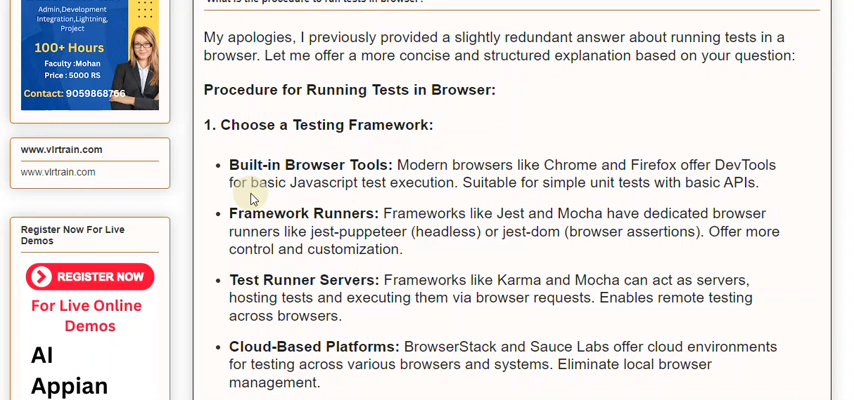 Admin,Development
Integration,Lightning,
Project
100+ Hours
Faculty :Mohan
Price : 5000 RS
Contact: 9059868766
www.vlrtrain.com
www.vlrtrain.com
Register Now For Live
Demos
REGISTER NOW
For Live Online
Demos
AI
Appian
What is the procedure to run tests in browser?
My apologies, I previously provided a slightly redundant answer about running tests in a
browser. Let me offer a more concise and structured explanation based on your question:
Procedure for Running Tests in Browser:
1. Choose a Testing Framework:
• Built-in Browser Tools: Modern browsers like Chrome and Firefox offer DevTools
for basic Javascript test execution. Suitable for simple unit tests with basic APIs.
• Framework Runners: Frameworks like Jest and Mocha have dedicated browser
runners like jest-puppeteer (headless) or jest-dom (browser assertions). Offer more
control and customization.
• Test Runner Servers: Frameworks like Karma and Mocha can act as servers,
hosting tests and executing them via browser requests. Enables remote testing
across browsers.
• Cloud-Based Platforms: BrowserStack and Sauce Labs offer cloud environments
for testing across various browsers and systems. Eliminate local browser
management.